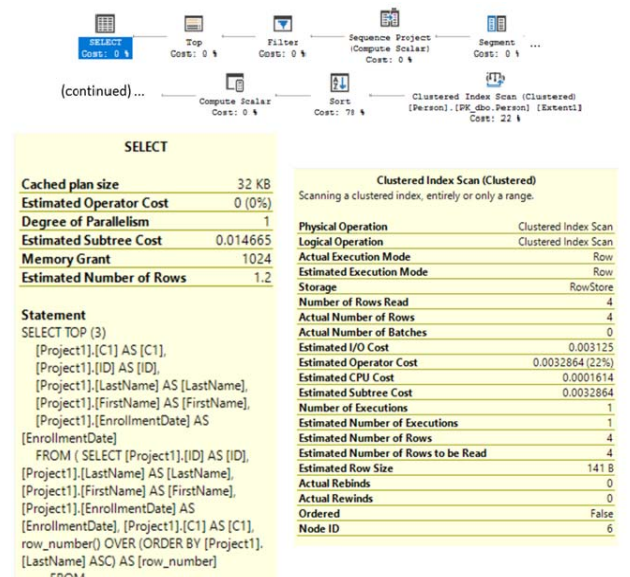 SELECT
Cost: 0 %
Top
Cost: 0 %
Filter
Cost: 0 %
Sequence Project
(Compute Scalar)
Cost: 0 %
Segment
Cost: 0 %
...
(continued) ...
Compute Scalar
Cost: 0 %
Sort
Cost: 78 %
Clustered Index Scan (Clustered)
[Person].[PK_dbo.Person] [Extent1]
Cost: 22 %
SELECT
Cached plan size 32 KB
Estimated Operator Cost 0 (0%)
Degree of Parallelism 1
Estimated Subtree Cost 0.014665
Memory Grant 1024
Estimated Number of Rows 1.2
Statement
SELECT TOP (3)
[Project1].[C1] AS [C1],
[Project1].[ID] AS [ID],
[Project1].[LastName] AS [LastName],
[Project1].[FirstName] AS [FirstName],
[Project1].[EnrollmentDate] AS
[EnrollmentDate]
FROM ( SELECT [Project1].[ID] AS [ID],
[Project1].[LastName] AS [LastName],
[Project1].[FirstName] AS [FirstName],
[Project1].[EnrollmentDate] AS
[EnrollmentDate], [Project1].[C1] AS [C1],
row_number() OVER (ORDER BY [Project1].
[LastName] ASC) AS [row_number]
FROM
Clustered Index Scan (Clustered)
Scanning a clustered index, entirely or only a range.
Physical Operation Clustered Index Scan
Logical Operation Clustered Index Scan
Actual Execution Mode Row
Estimated Execution Mode Row
Storage RowStore
Number of Rows Read 4
Actual Number of Rows 4
Actual Number of Batches 0
Estimated I/O Cost 0.003125
Estimated Operator Cost 0.0032864 (22%)
Estimated CPU Cost 0.0001614
Estimated Subtree Cost 0.0032864
Number of Executions 1
Estimated Number of Executions 1
Estimated Number of Rows 4
Estimated Number of Rows to be Read 4
Estimated Row Size 141 B
Actual Rebinds 0
Actual Rewinds 0
Ordered False
Node ID 6